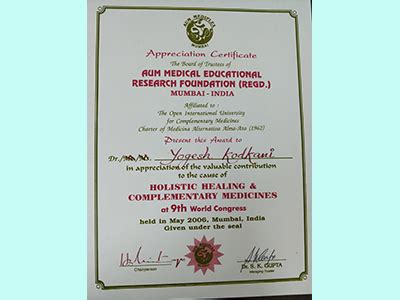 AUM MEDITECH
MUMBAI
Appreciation Certificate
The Board of Trustees of
AUM MEDICAL EDUCATIONAL
RESEARCH FOUNDATION (REGD.)
MUMBAI - INDIA
Affiliated to :
The Open International University
for Complementary Medicines
Charter of Medicina Alternativa Alma-Ata (1962)
Present this Award to
Dr. Yogesh Kodkani
in appreciation of the valuable contribution
to the cause of
HOLISTIC HEALING &
COMPLEMENTARY MEDICINES
at 9th World Congress
held in May 2006, Mumbai, India
Given under the seal
Chairperson
Dr. S. K. GUPTA
Managing Trustee